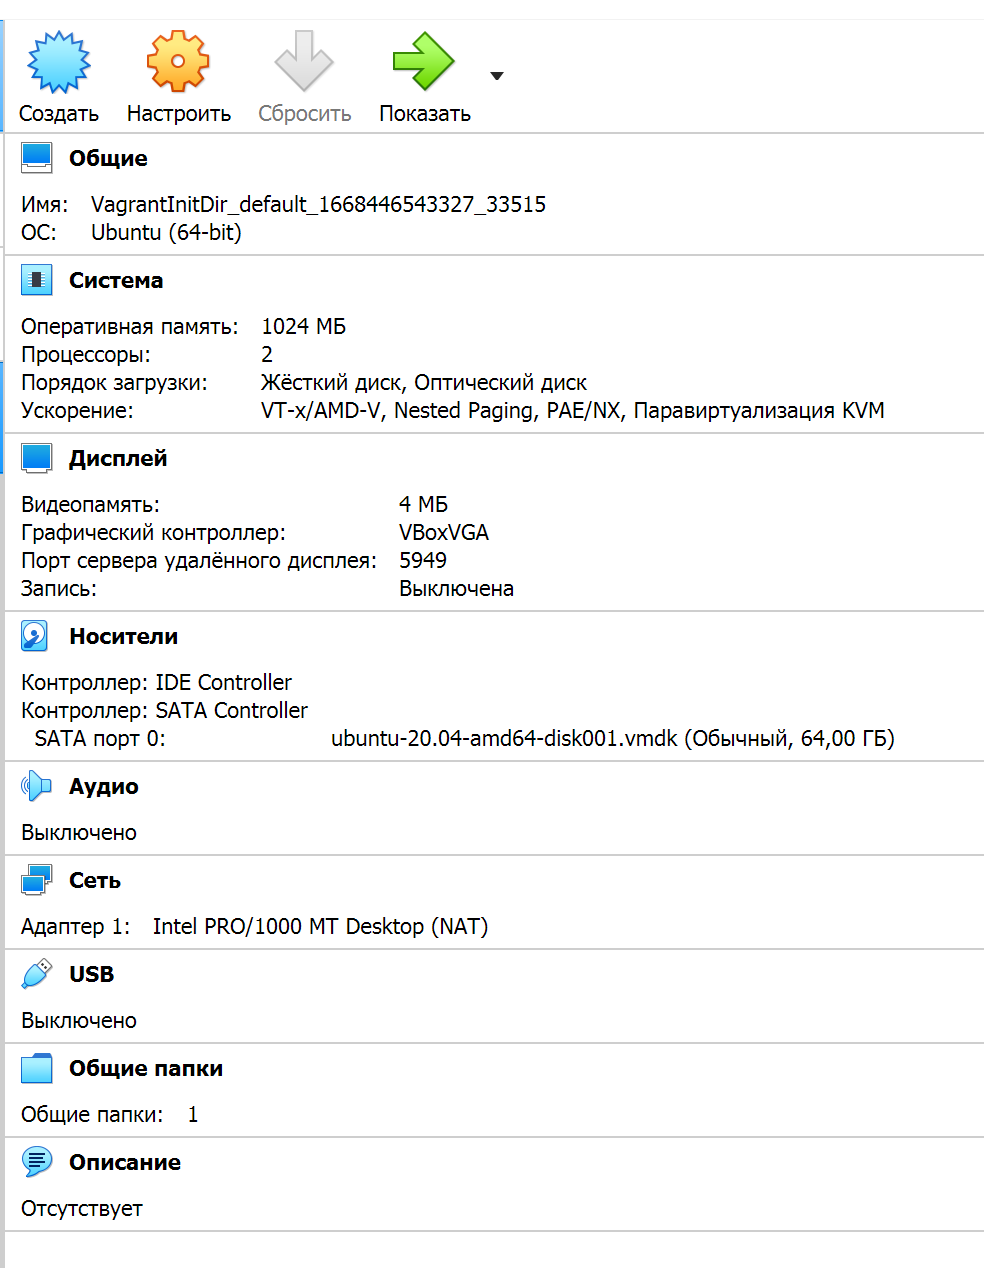 Создать Настроить Сбросить Показать
Общие
Имя: VagrantInitDir_default_1668446543327_33515
ОС: Ubuntu (64-bit)
Система
Оперативная память: 1024 МБ
Процессоры: 2
Порядок загрузки: Жёсткий диск, Оптический диск
Ускорение: VT-x/AMD-V, Nested Paging, PAE/NX, Паравиртуализация KVM
Дисплей
Видеопамять: 4 МБ
Графический контроллер: VBoxVGA
Порт сервера удалённого дисплея: 5949
Запись: Выключена
Носители
Контроллер: IDE Controller
Контроллер: SATA Controller
SATA порт 0: ubuntu-20.04-amd64-disk001.vmdk (Обычный, 64,00 ГБ)
Аудио
Выключено
Сеть
Адаптер 1: Intel PRO/1000 MT Desktop (NAT)
USB
Выключено
Общие папки
Общие папки: 1
Описание
Отсутствует